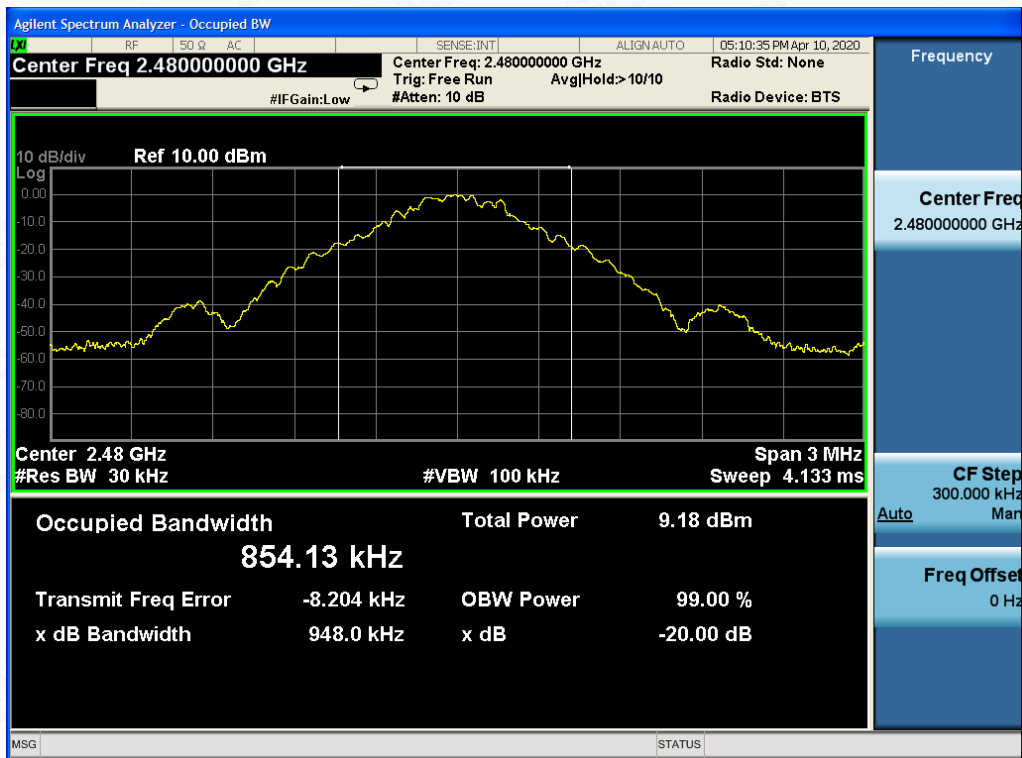 Agilent Spectrum Analyzer - Occupied BW
LXI RF 50 Ω AC SENSE:INT ALIGN AUTO 05:10:35 PM Apr 10, 2020
Center Freq 2.480000000 GHz
Center Freq: 2.480000000 GHz
Radio Std: None
Trig: Free Run Avg|Hold:> 10/10
#IFGain:Low
#Atten: 10 dB
Radio Device: BTS
10 dB/div Ref 10.00 dBm
Log
0.00
-10.0
-20.0
-30.0
-40.0
-50.0
-60.0
-70.0
-80.0
Center 2.48 GHz Span 3 MHz
#Res BW 30 kHz #VBW 100 kHz Sweep 4.133 ms
Occupied Bandwidth Total Power 9.18 dBm
854.13 kHz
Transmit Freq Error -8.204 kHz OBW Power 99.00 %
x dB Bandwidth 948.0 kHz x dB -20.00 dB
MSG STATUS
Frequency
Center Freq
2.480000000 GHz
CF Step
300.000 kHz
Auto Man
Freq Offset
0 Hz